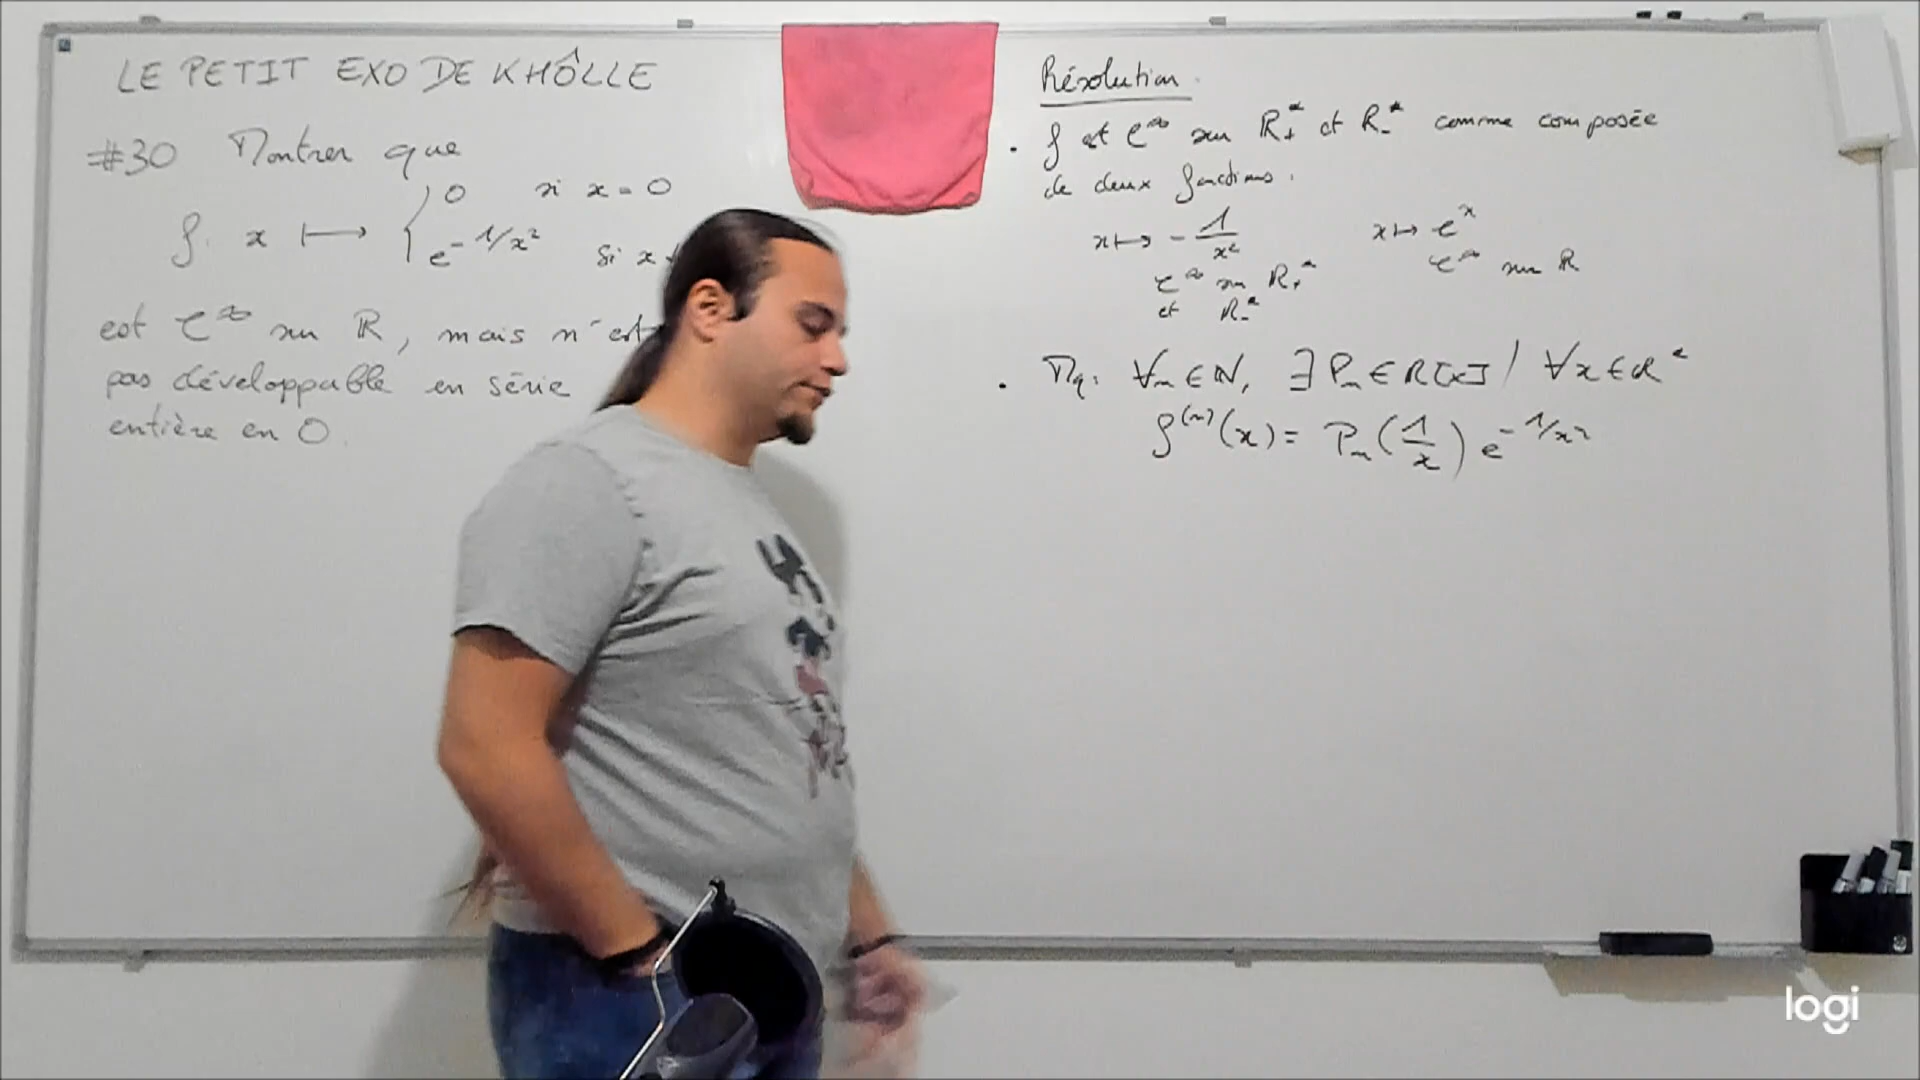 LE PETIT EXO DE KHÔLLE
#30 Montrer que
f: x ⟼ { 0 si x = 0
e^{-1/x²} si x
est C^∞ sur ℝ, mais n'est
pas développable en série
entière en 0.
Résolution.
• f est C^∞ sur ℝ₊* et ℝ₋* comme composée
de deux fonctions.
x ↦ -1/x² x ↦ e^x
C^∞ sur ℝ₊* C^∞ sur ℝ
et ℝ₋*
• Mq: ∀n ∈ ℕ, ∃ Pₙ ∈ ℝ[X] / ∀x ∈ ℝ*
f^{(n)}(x) = Pₙ(1/x) e^{-1/x²}
logi